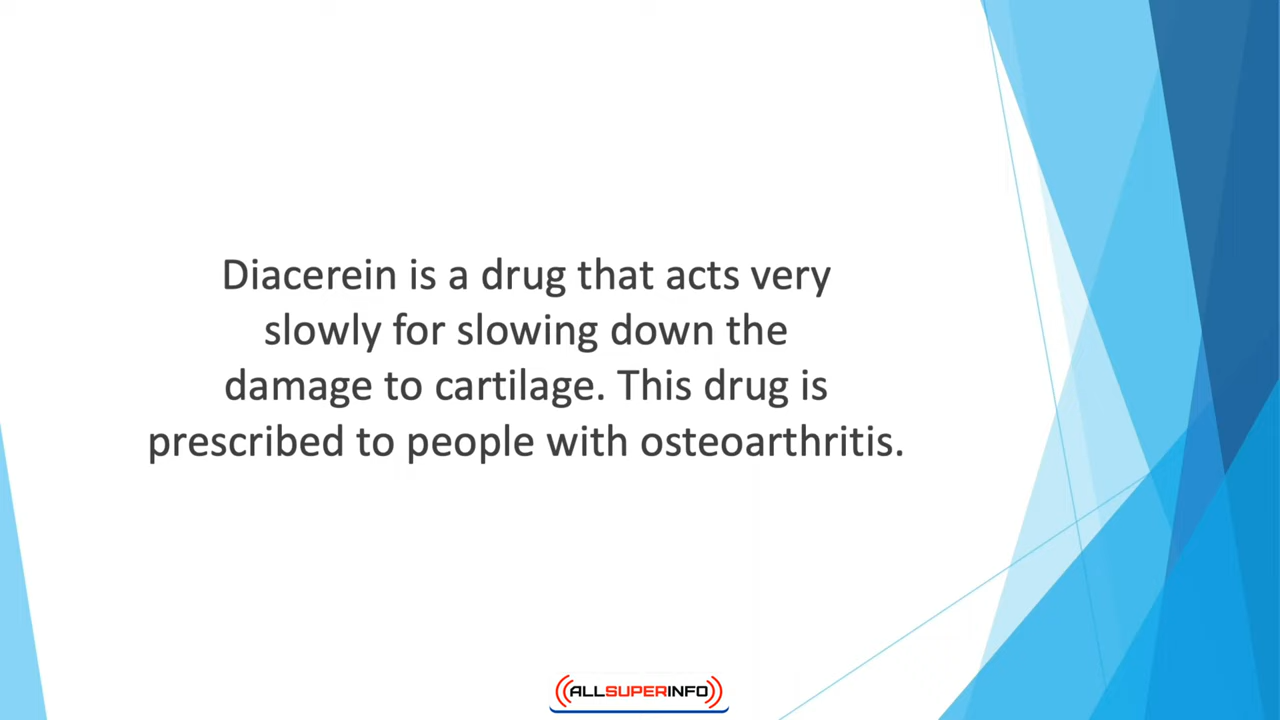 Diacerein is a drug that acts very
slowly for slowing down the
damage to cartilage. This drug is
prescribed to people with osteoarthritis.
ALLSUPERINFO